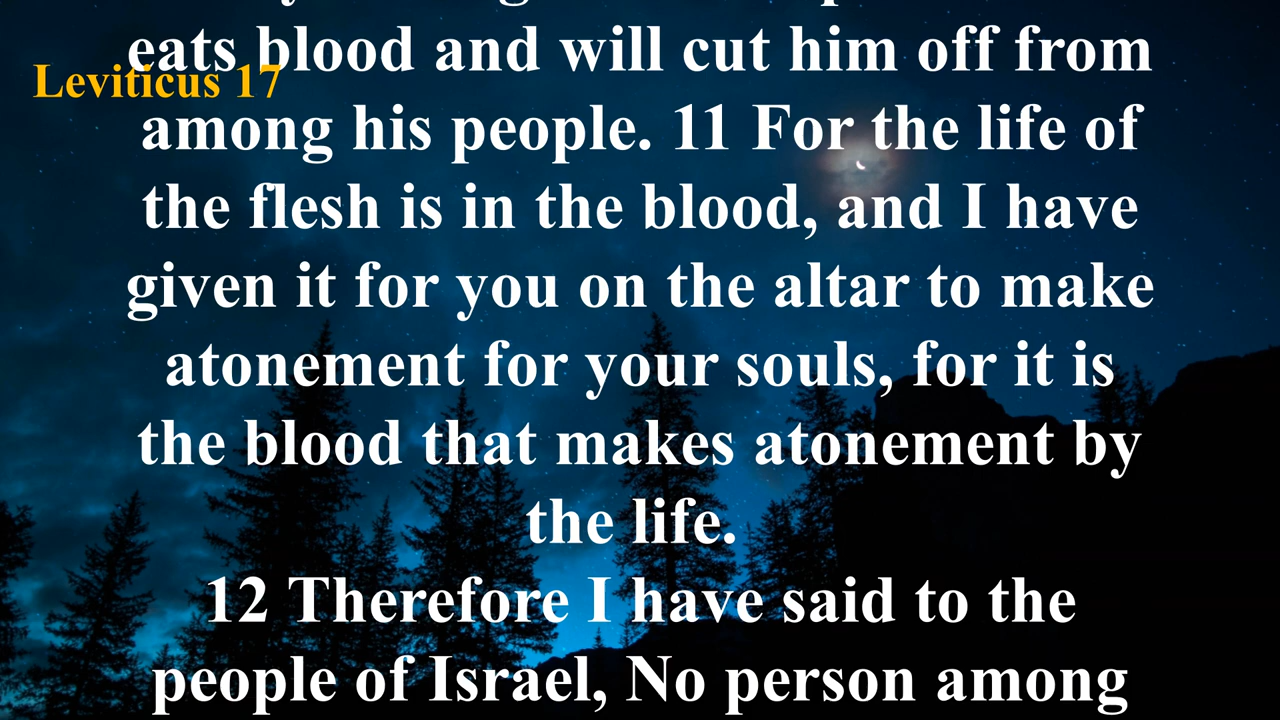 eats blood and will cut him off from
Leviticus 17
among his people. 11 For the life of
the flesh is in the blood, and I have
given it for you on the altar to make
atonement for your souls, for it is
the blood that makes atonement by
the life.
12 Therefore I have said to the
people of Israel, No person among